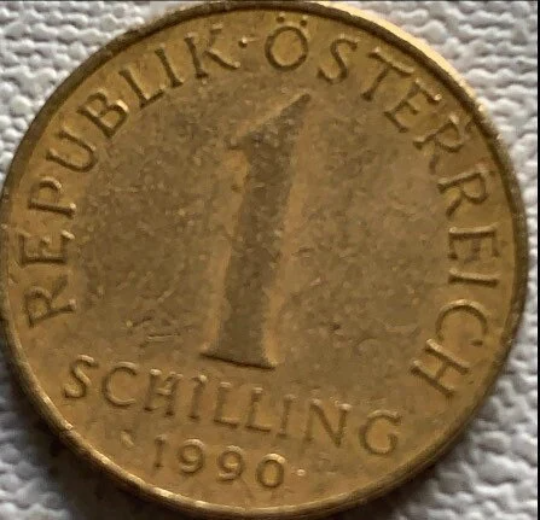 REPUBLIK · ÖSTERREICH
1
SCHILLING
· 1990 ·